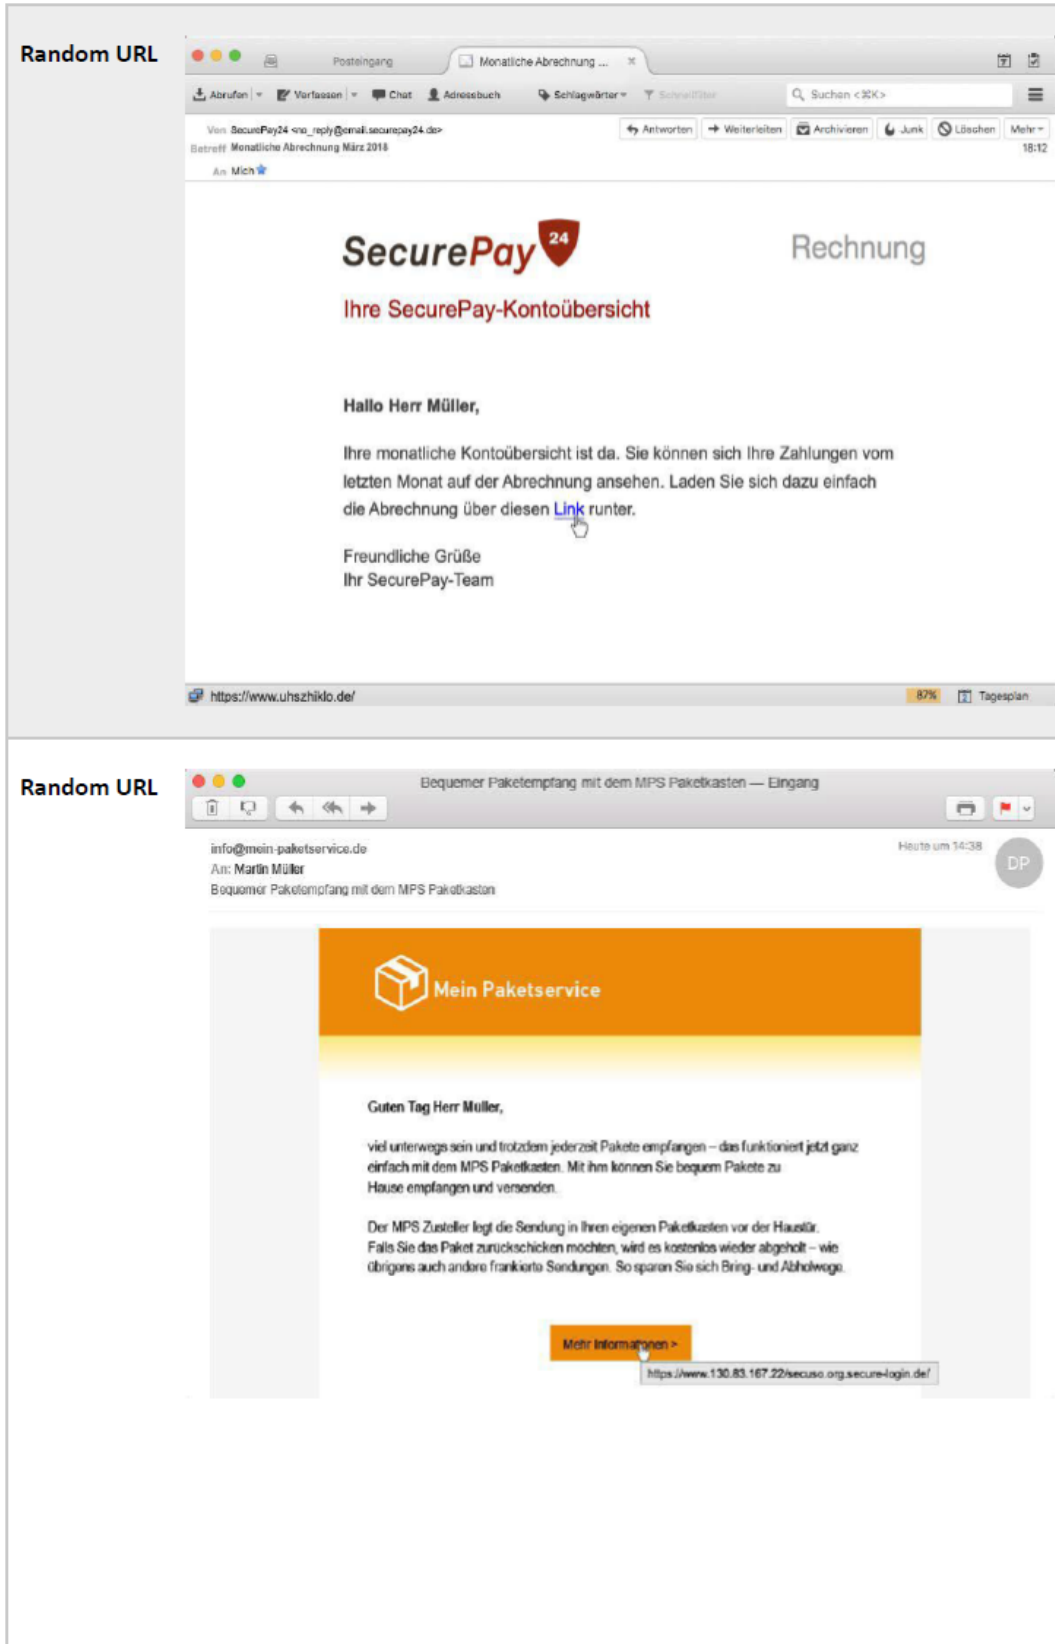 Random URL
Posteingang
Monatliche Abrechnung ...
Abrufen
Verfassen
Chat
Adressbuch
Schlagwörter
Schnellfilter
Suchen <⌘K>
Von SecurePay24 <no_reply@email.securepay24.de>
Antworten
Weiterleiten
Archivieren
Junk
Löschen
Mehr
Betreff Monatliche Abrechnung März 2018
18:12
An Mich
SecurePay 24
Rechnung
Ihre SecurePay-Kontoübersicht
Hallo Herr Müller,
Ihre monatliche Kontoübersicht ist da. Sie können sich Ihre Zahlungen vom
letzten Monat auf der Abrechnung ansehen. Laden Sie sich dazu einfach
die Abrechnung über diesen Link runter.
Freundliche Grüße
Ihr SecurePay-Team
https://www.uhszhiklo.de/
87%
Tagesplan
Random URL
Bequemer Paketempfang mit dem MPS Paketkasten — Eingang
info@mein-paketservice.de
Heute um 14:38
DP
An: Martin Müller
Bequemer Paketempfang mit dem MPS Paketkasten
Mein Paketservice
Guten Tag Herr Müller,
viel unterwegs sein und trotzdem jederzeit Pakete empfangen – das funktioniert jetzt ganz
einfach mit dem MPS Paketkasten. Mit ihm können Sie bequem Pakete zu
Hause empfangen und versenden.
Der MPS Zusteller legt die Sendung in Ihren eigenen Paketkasten vor der Haustür.
Falls Sie das Paket zurückschicken möchten, wird es kostenlos wieder abgeholt – wie
übrigens auch andere frankierte Sendungen. So sparen Sie sich Bring- und Abholwege.
Mehr Informationen >
https://www.130.83.167.22/secuso.org.secure-login.de/